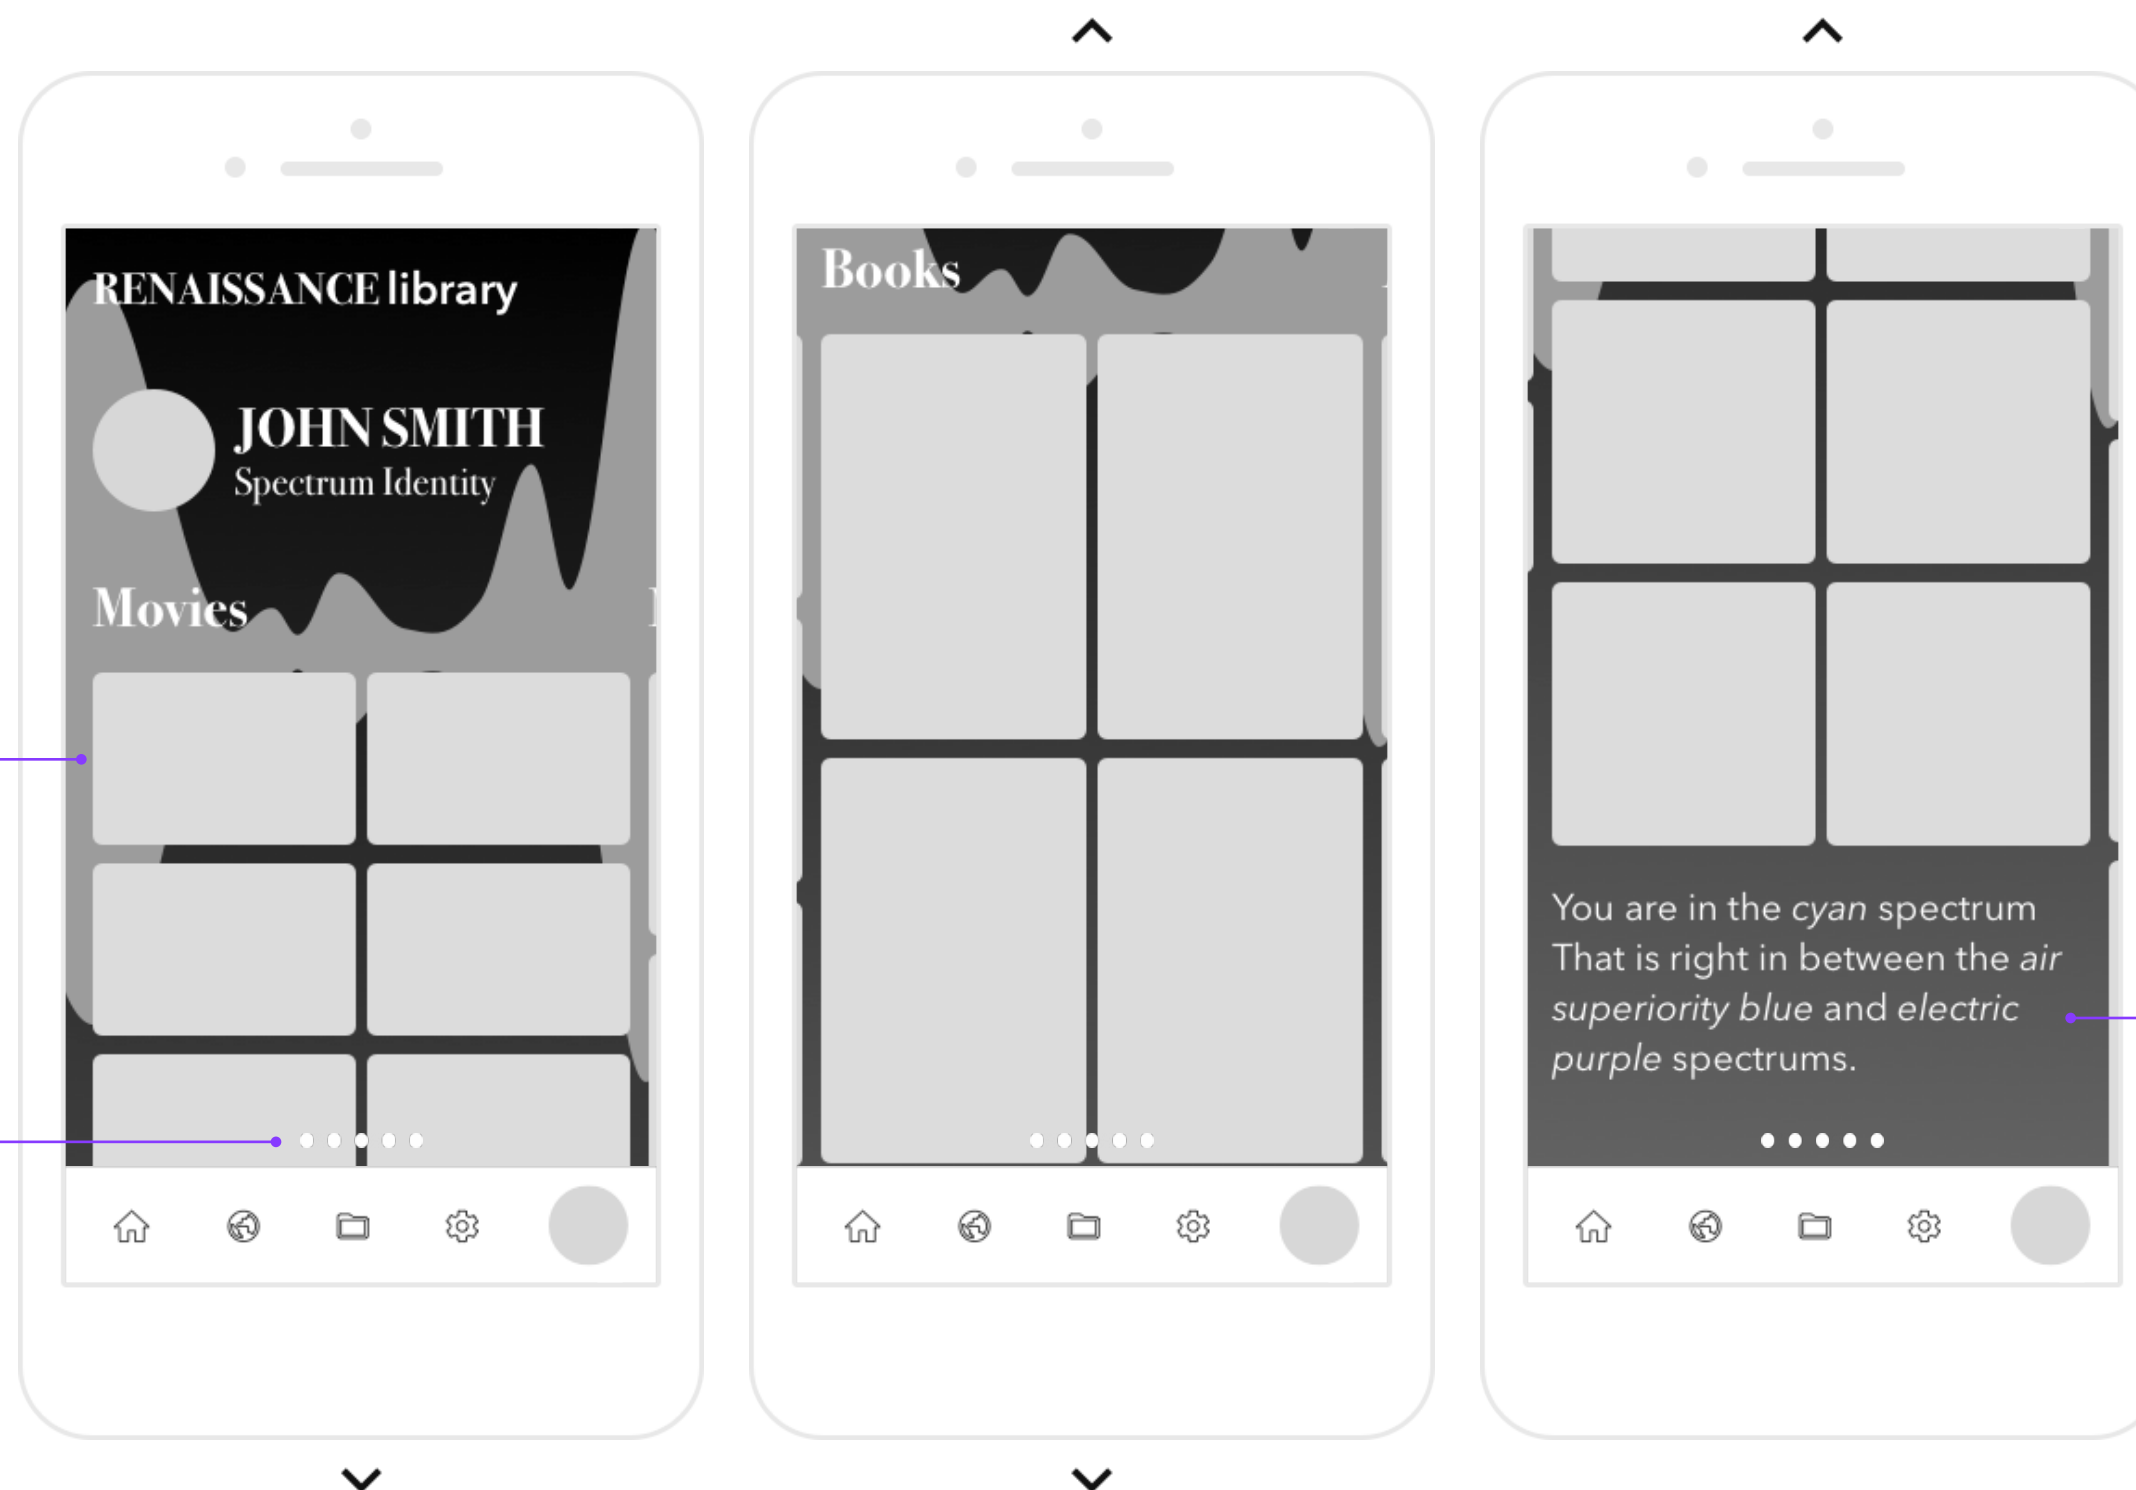 RENAISSANCE library
JOHN SMITH
Spectrum Identity
Movies
Books
You are in the cyan spectrum
That is right in between the air
superiority blue and electric
purple spectrums.